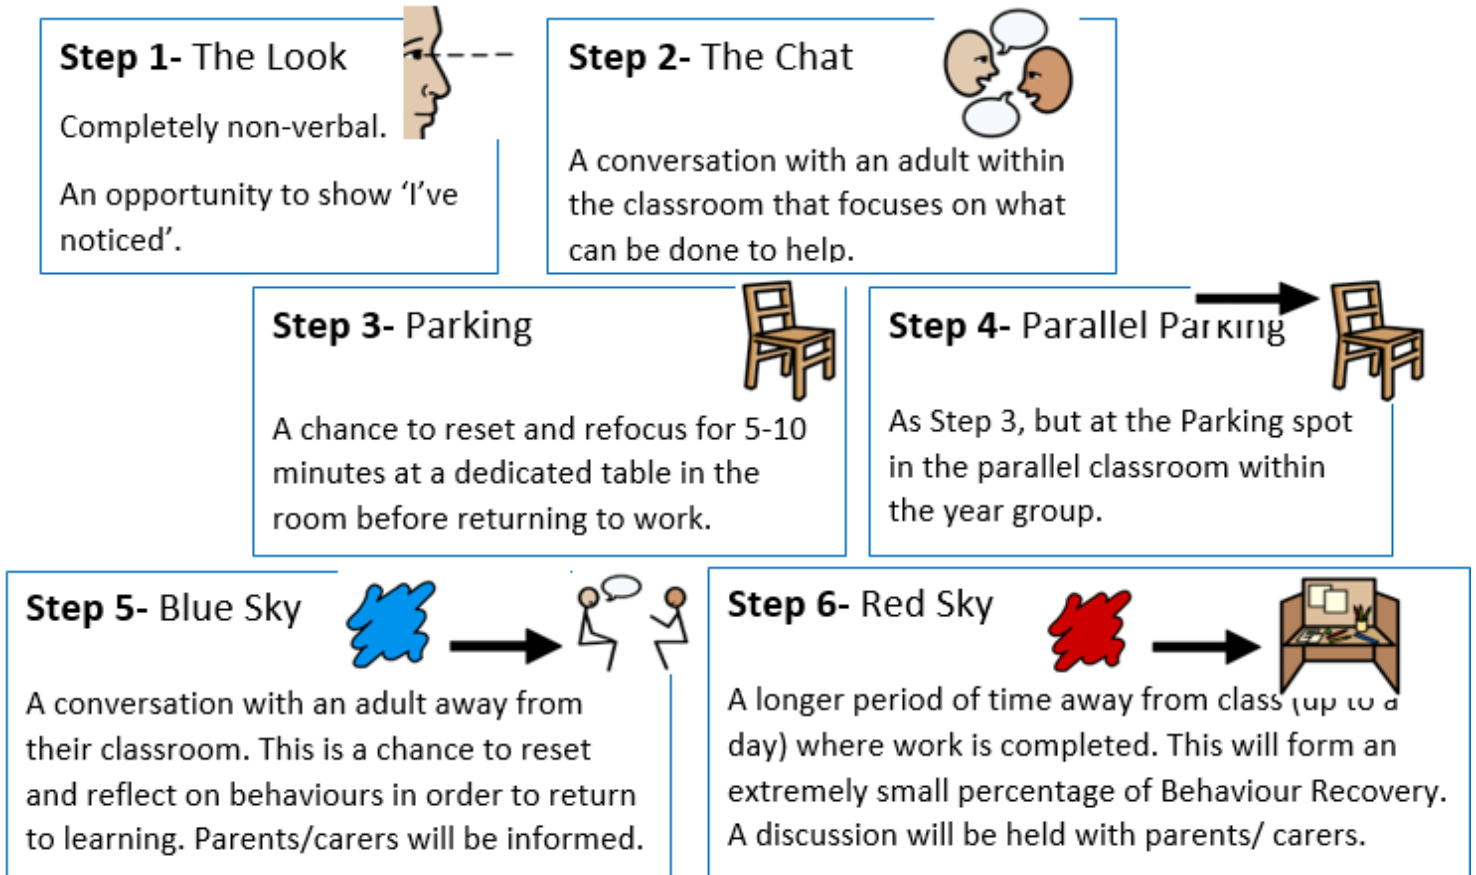 Step 1- The Look
Completely non-verbal.
An opportunity to show ‘I’ve
noticed’.
Step 2- The Chat
A conversation with an adult within
the classroom that focuses on what
can be done to help.
Step 3- Parking
A chance to reset and refocus for 5-10
minutes at a dedicated table in the
room before returning to work.
Step 4- Parallel Parking
As Step 3, but at the Parking spot
in the parallel classroom within
the year group.
Step 5- Blue Sky
A conversation with an adult away from
their classroom. This is a chance to reset
and reflect on behaviours in order to return
to learning. Parents/carers will be informed.
Step 6- Red Sky
A longer period of time away from class (up to a
day) where work is completed. This will form an
extremely small percentage of Behaviour Recovery.
A discussion will be held with parents/ carers.